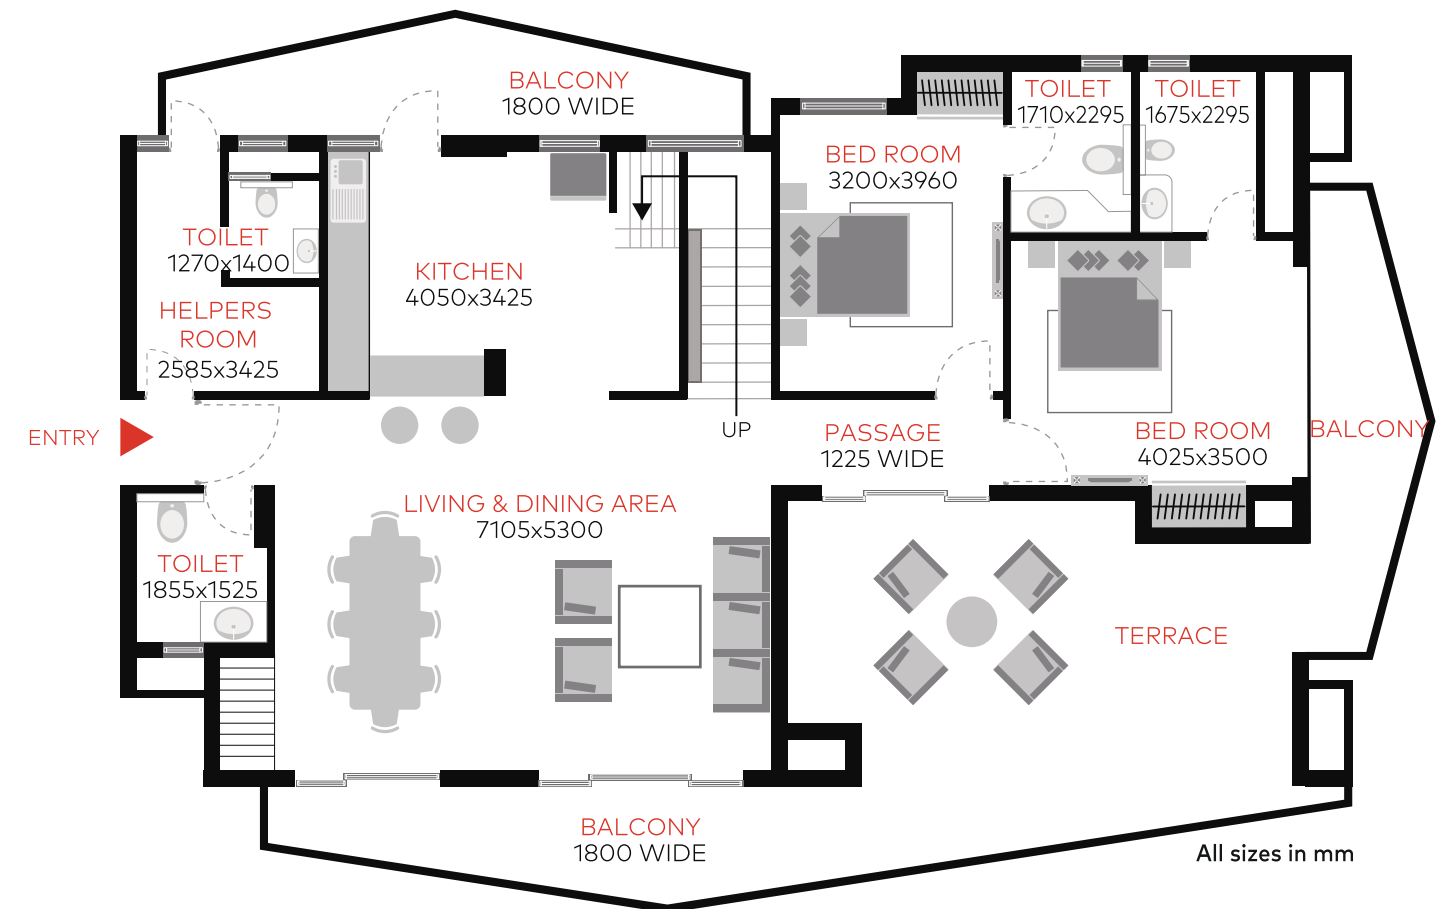 BALCONY
1800 WIDE
TOILET
1710x2295
TOILET
1675x2295
BED ROOM
3200x3960
TOILET
1270x1400
KITCHEN
4050x3425
HELPERS
ROOM
2585x3425
ENTRY
UP
PASSAGE
1225 WIDE
BED ROOM
4025x3500
BALCONY
LIVING & DINING AREA
7105x5300
TOILET
1855x1525
TERRACE
BALCONY
1800 WIDE
All sizes in mm